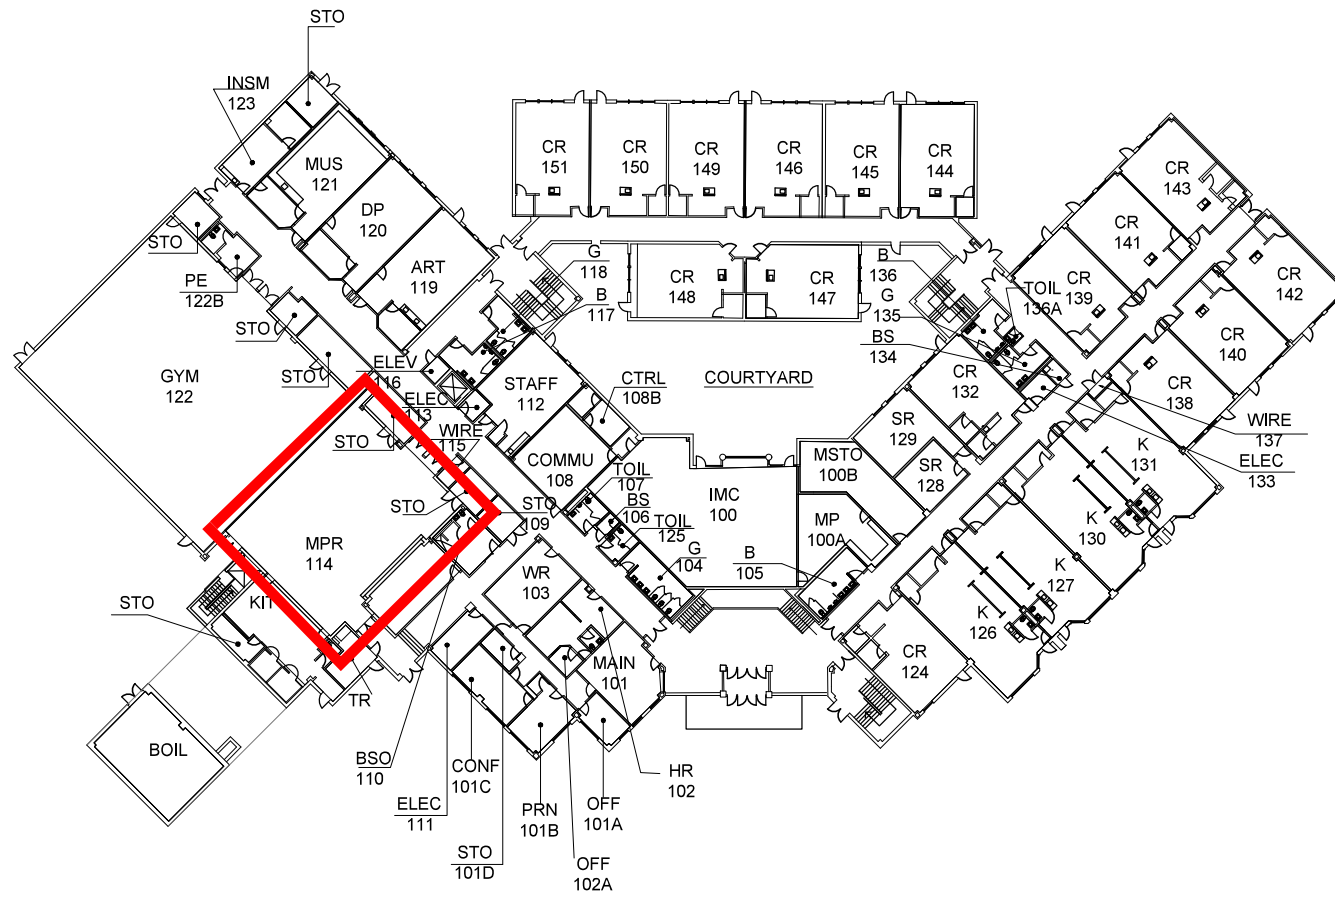 STO
INSM
123
MUS
121
DP
120
ART
119
STO
PE
122B
STO
STO
GYM
122
CR
151
CR
150
CR
149
CR
146
CR
145
CR
144
CR
143
CR
141
CR
139
CR
142
CR
140
CR
138
G
118
B
117
CR
148
CR
147
B
136
G
135
BS
134
TOIL
136A
ELEV
116
ELEC
113
WIRE
115
STO
STAFF
112
CTRL
108B
COURTYARD
CR
132
SR
129
SR
128
WIRE
137
ELEC
133
K
131
K
130
K
127
K
126
COMMU
108
TOIL
107
BS
106
TOIL
125
G
104
IMC
100
MSTO
100B
MP
100A
B
105
STO
STO
109
MPR
114
WR
103
KIT
STO
TR
BOIL
MAIN
101
CR
124
BSO
110
ELEC
111
CONF
101C
STO
101D
PRN
101B
OFF
101A
OFF
102A
HR
102